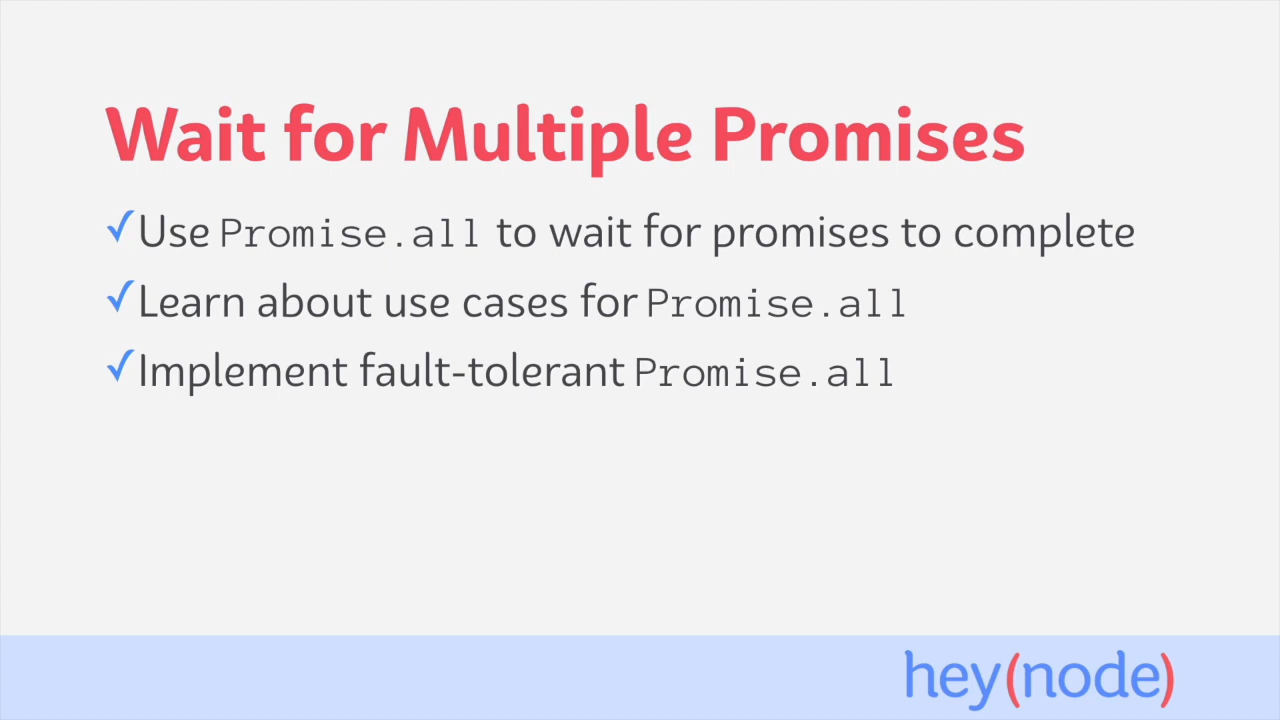 Wait for Multiple Promises
✓Use Promise.all to wait for promises to complete
✓Learn about use cases for Promise.all
✓Implement fault-tolerant Promise.all
hey(node)